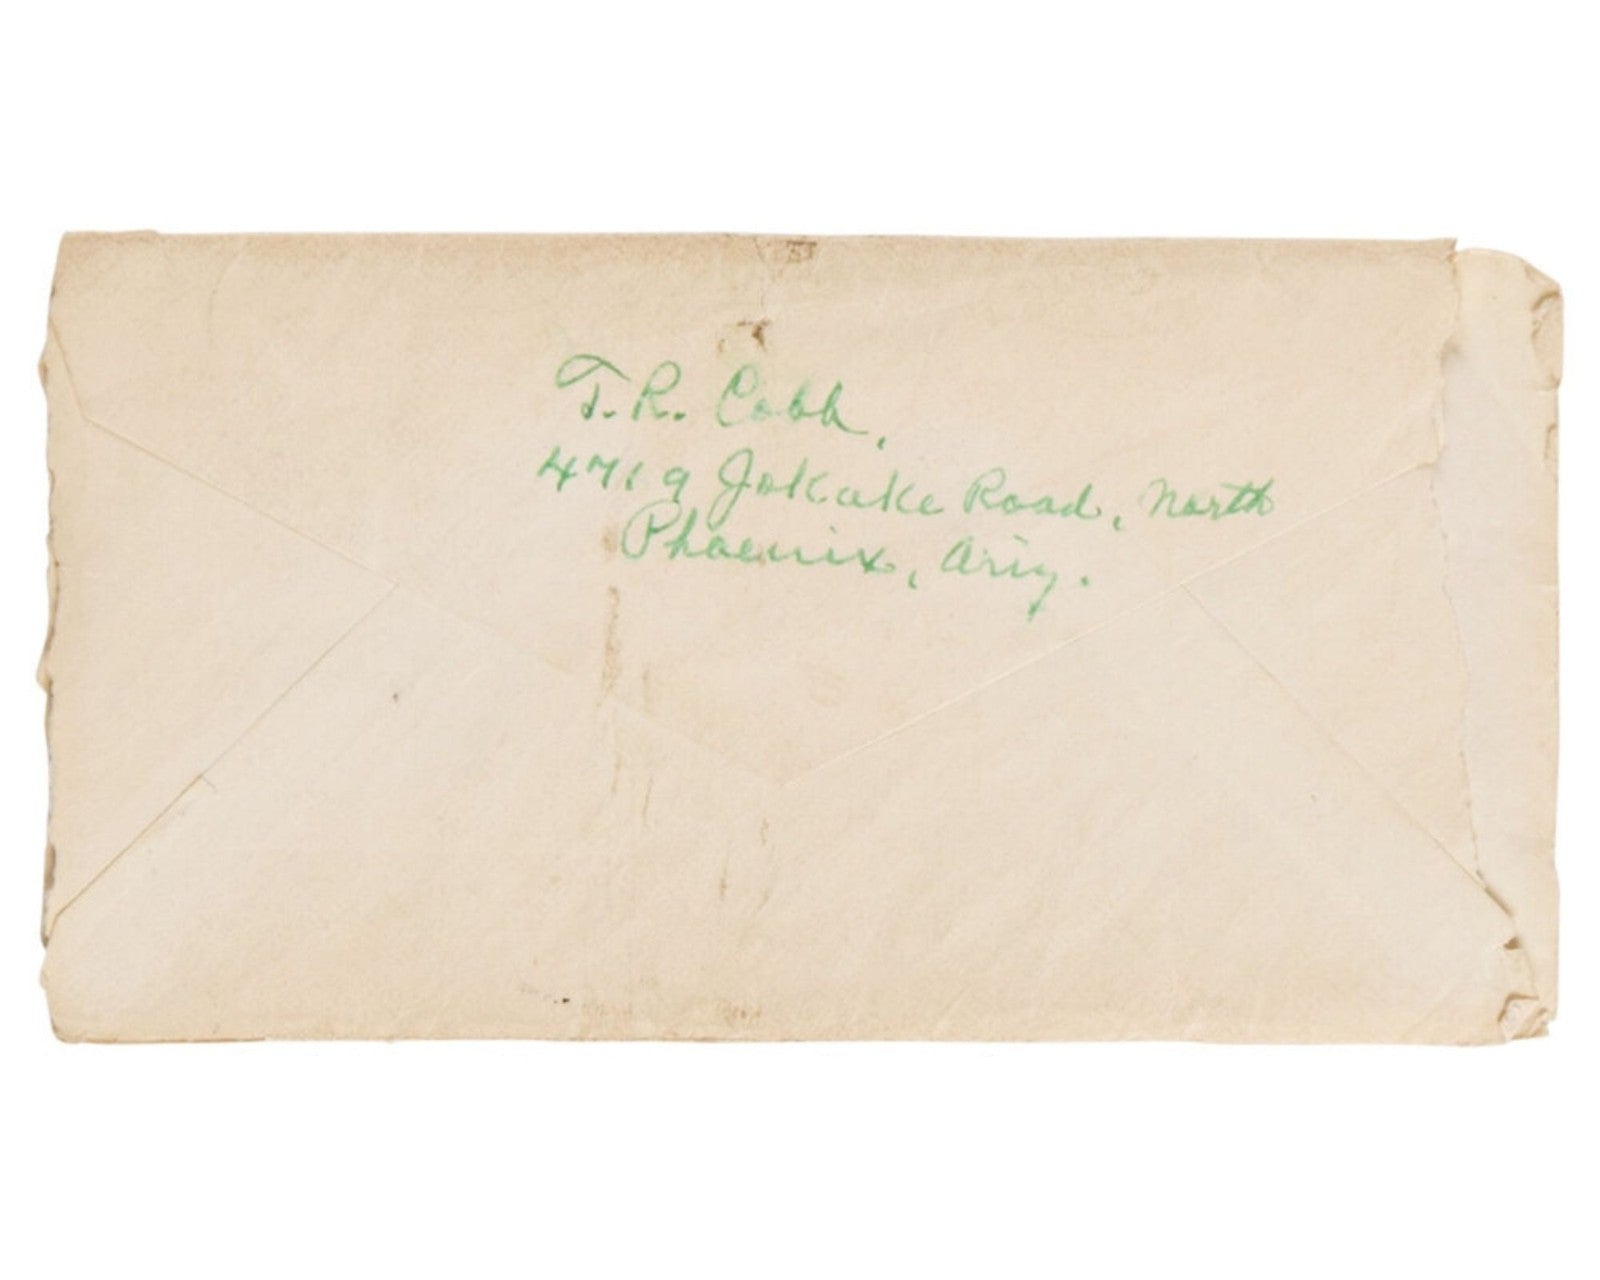 T. R. Cobb,
4719 Jokake Road, North
Phoenix, Ariz.